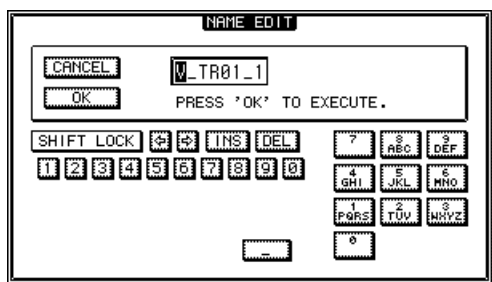 NAME EDIT
CANCEL
V_TR01_1
OK
PRESS 'OK' TO EXECUTE.
SHIFT LOCK INS DEL
1 2 3 4 5 6 7 8 9 0
7 8 ABC 9 DEF
4 GHI 5 JKL 6 MNO
1 PQRS 2 TUV 3 WXYZ
_ 0